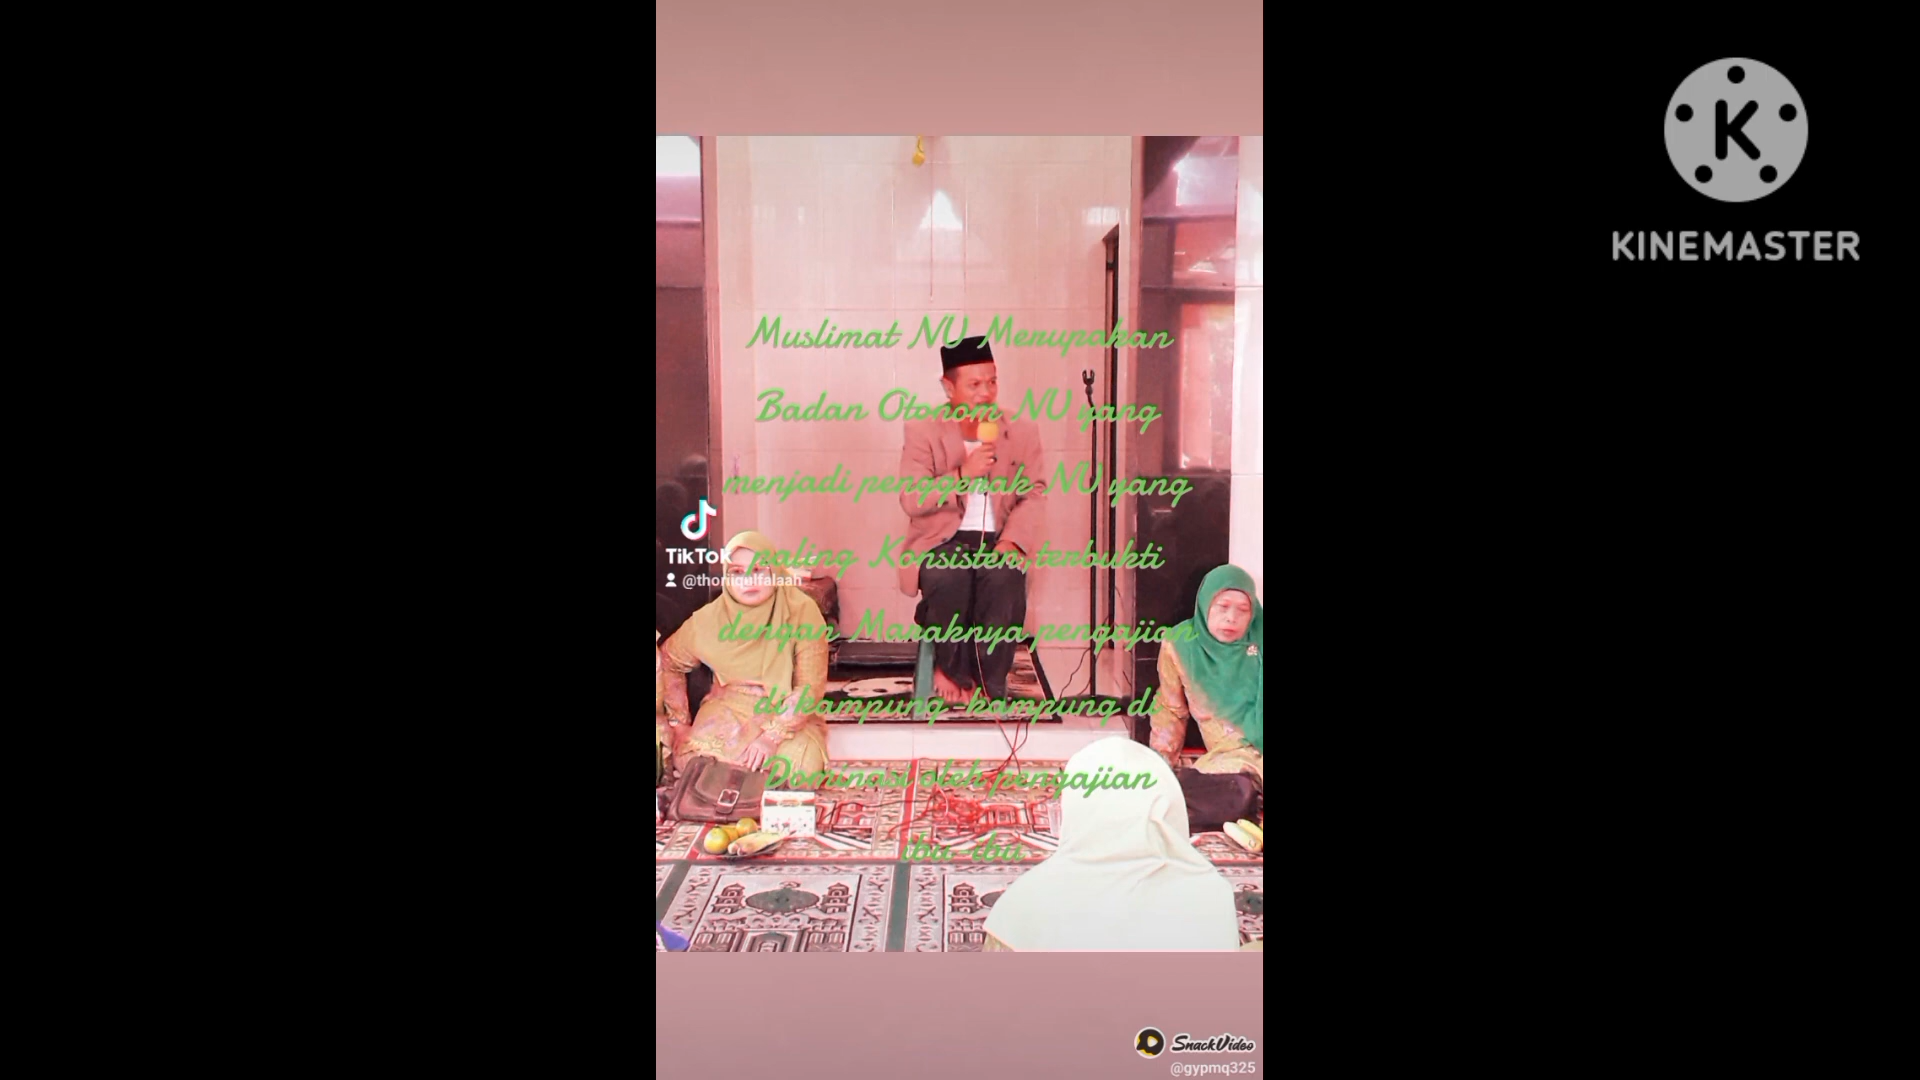 KINEMASTER
Muslimat NU Merupakan
Badan Otonom NU yang
menjadi penggerak NU yang
paling Konsisten, terbukti
dengan Maraknya pengajian
di kampung-kampung di
Dominasi oleh pengajian
ibu-ibu
TikTok
@thoriiqulfalaah
SnackVideo
@gypmq325